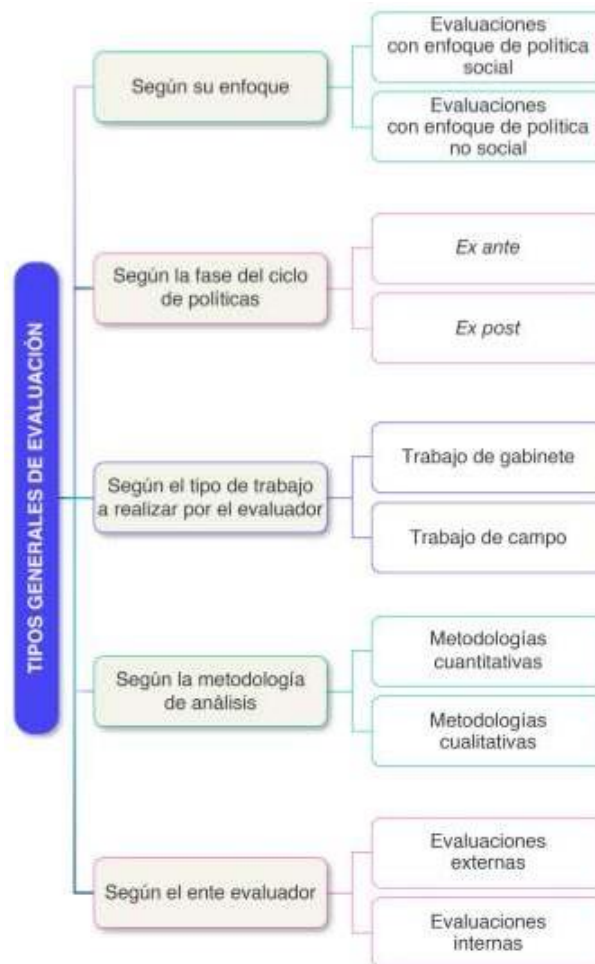 TIPOS GENERALES DE EVALUACIÓN
Según su enfoque
Evaluaciones
con enfoque de política
social
Evaluaciones
con enfoque de política
no social
Según la fase del ciclo
de políticas
Ex ante
Ex post
Según el tipo de trabajo
a realizar por el evaluador
Trabajo de gabinete
Trabajo de campo
Según la metodología
de análisis
Metodologías
cuantitativas
Metodologías
cualitativas
Según el ente evaluador
Evaluaciones
externas
Evaluaciones
internas